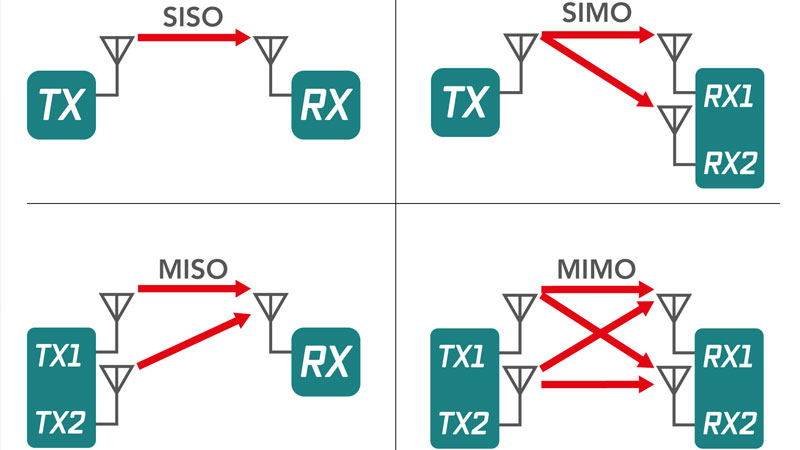 SISO
TX
RX
SIMO
TX
RX1
RX2
MISO
TX1
TX2
RX
MIMO
TX1
TX2
RX1
RX2